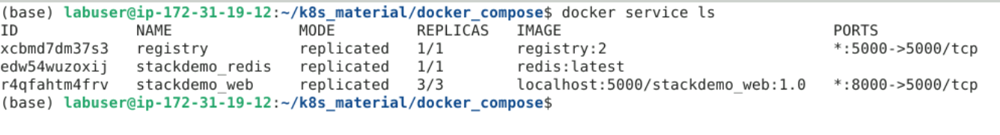 (base) labuser@ip-172-31-19-12:~/k8s_material/docker_compose$ docker service ls
ID             NAME              MODE         REPLICAS   IMAGE                              PORTS
xcbmd7dm37s3   registry          replicated   1/1        registry:2                         *:5000->5000/tcp
edw54wuzoxij   stackdemo_redis   replicated   1/1        redis:latest
r4qfahtm4frv   stackdemo_web     replicated   3/3        localhost:5000/stackdemo_web:1.0   *:8000->5000/tcp
(base) labuser@ip-172-31-19-12:~/k8s_material/docker_compose$